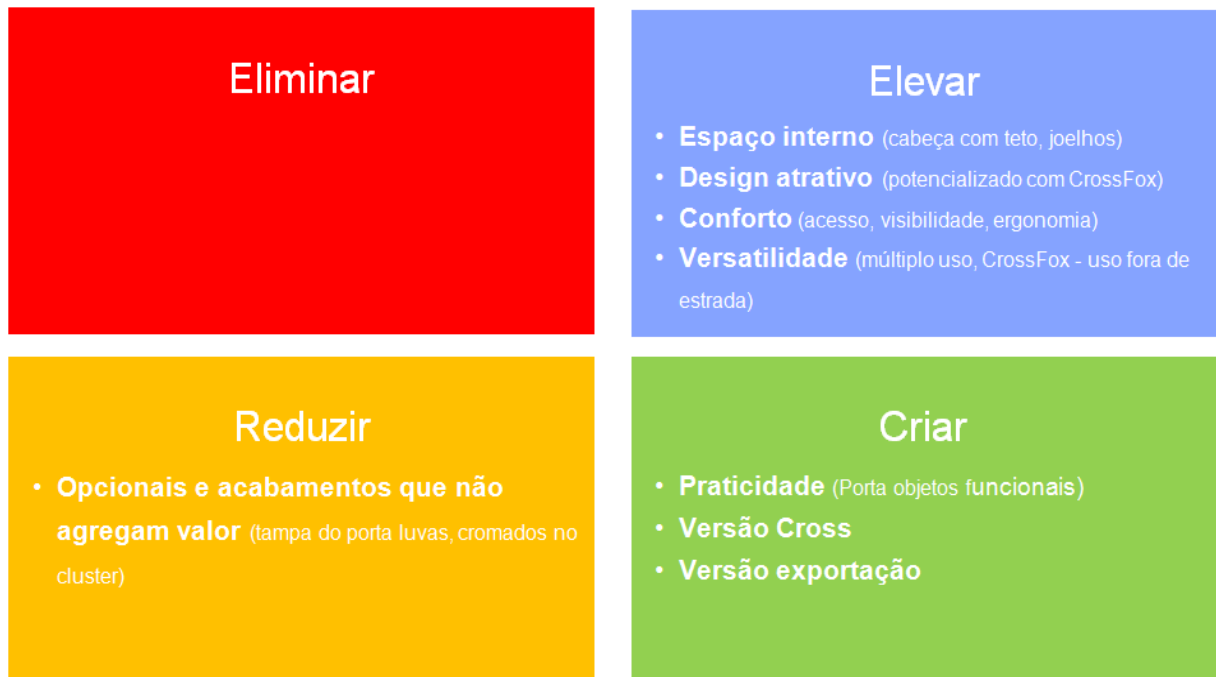 Eliminar
Elevar
• Espaço interno (cabeça com teto, joelhos)
• Design atrativo (potencializado com CrossFox)
• Conforto (acesso, visibilidade, ergonomia)
• Versatilidade (múltiplo uso, CrossFox - uso fora de
estrada)
Reduzir
• Opcionais e acabamentos que não
agregam valor (tampa do porta luvas, cromados no
cluster)
Criar
• Praticidade (Porta objetos funcionais)
• Versão Cross
• Versão exportação